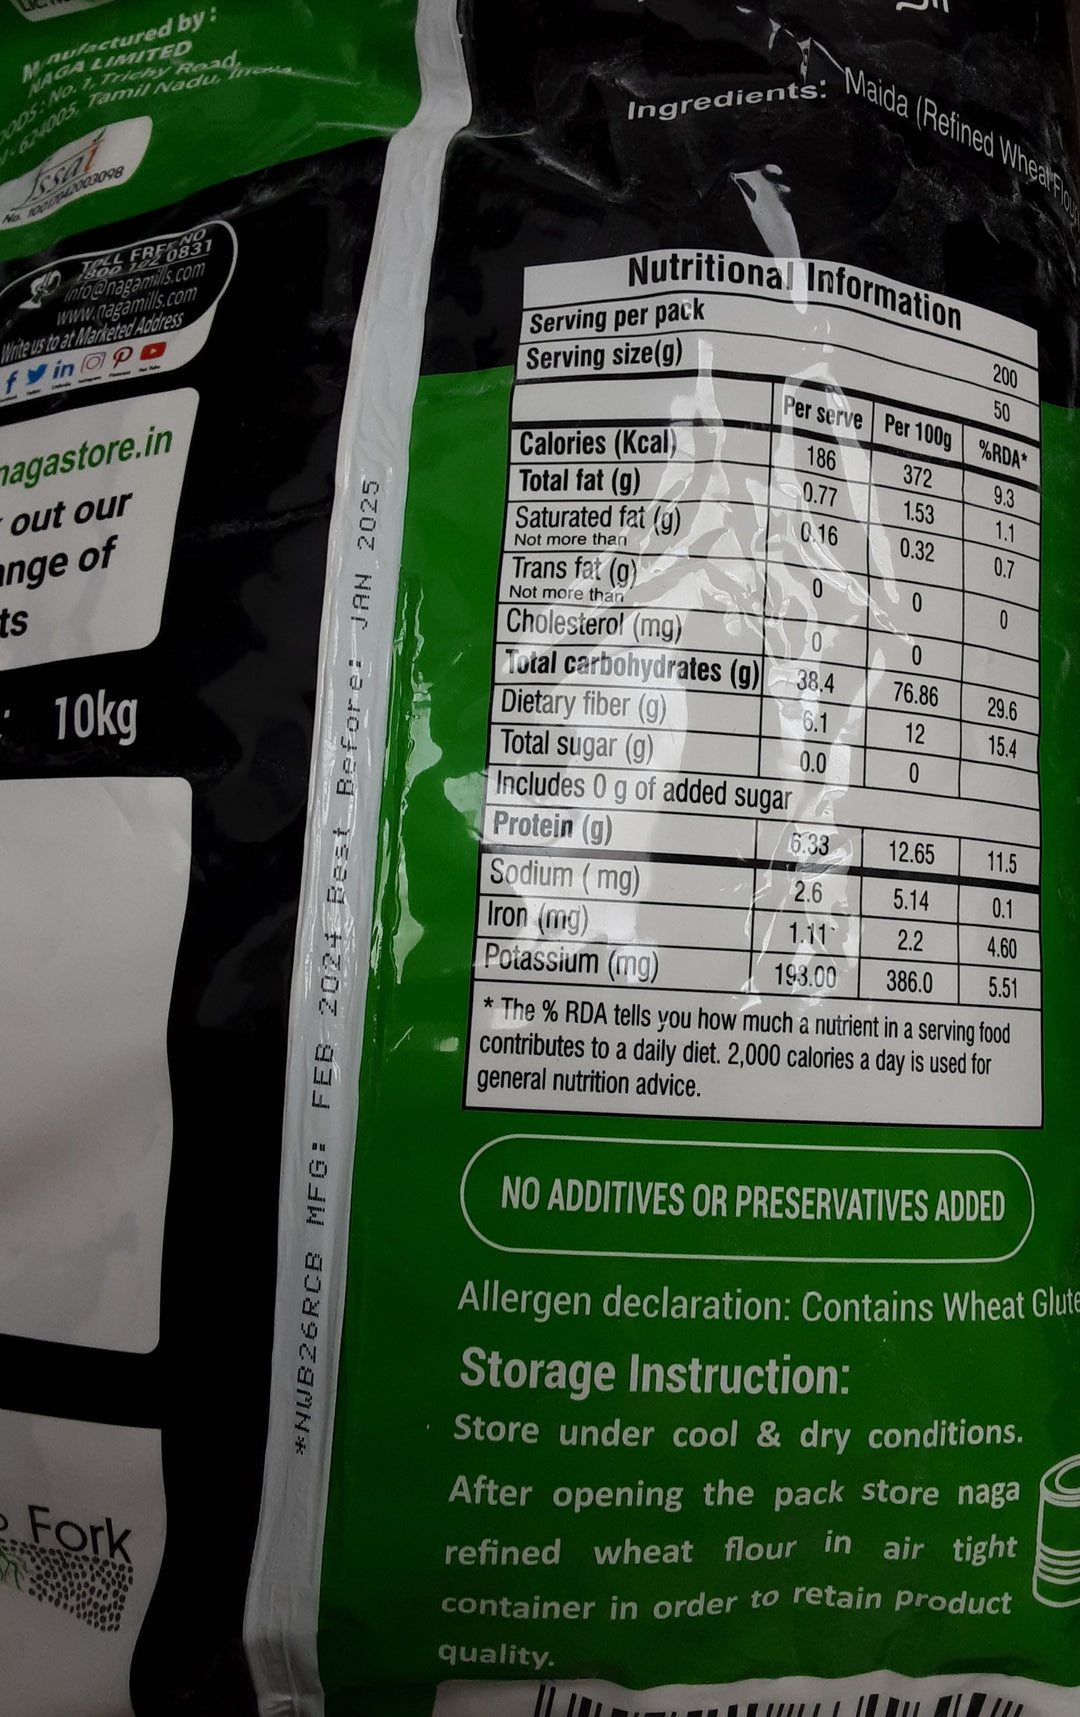 Manufactured by:
NAGA LIMITED
No. 1, Trichy Road,
624005, Tamil Nadu,
fssai
TOLL FREE NO
info@nagamills.com
www.nagamills.com
Write us to at Marketed Address
nagastore.in
out our
ange of
ts
10kg
Fork
*NWB26RCB MFG: FEB 2024 Best Before: JAN 2025
Ingredients: Maida (Refined Wheat Flour
Nutritional Information
Serving per pack 200
Serving size(g) 50
Per serve Per 100g %RDA*
Calories (Kcal) 186 372 9.3
Total fat (g) 0.77 1.53 1.1
Saturated fat (g) 0.16 0.32 0.7
Not more than
Trans fat (g) 0 0 0
Not more than
Cholesterol (mg) 0 0
Total carbohydrates (g) 38.4 76.86 29.6
Dietary fiber (g) 6.1 12 15.4
Total sugar (g) 0.0 0
Includes 0 g of added sugar
Protein (g) 6.33 12.65 11.5
Sodium ( mg) 2.6 5.14 0.1
Iron (mg) 1.11 2.2 4.60
Potassium (mg) 193.00 386.0 5.51
* The % RDA tells you how much a nutrient in a serving food
contributes to a daily diet. 2,000 calories a day is used for
general nutrition advice.
NO ADDITIVES OR PRESERVATIVES ADDED
Allergen declaration: Contains Wheat Glute
Storage Instruction:
Store under cool & dry conditions.
After opening the pack store naga
refined wheat flour in air tight
container in order to retain product
quality.